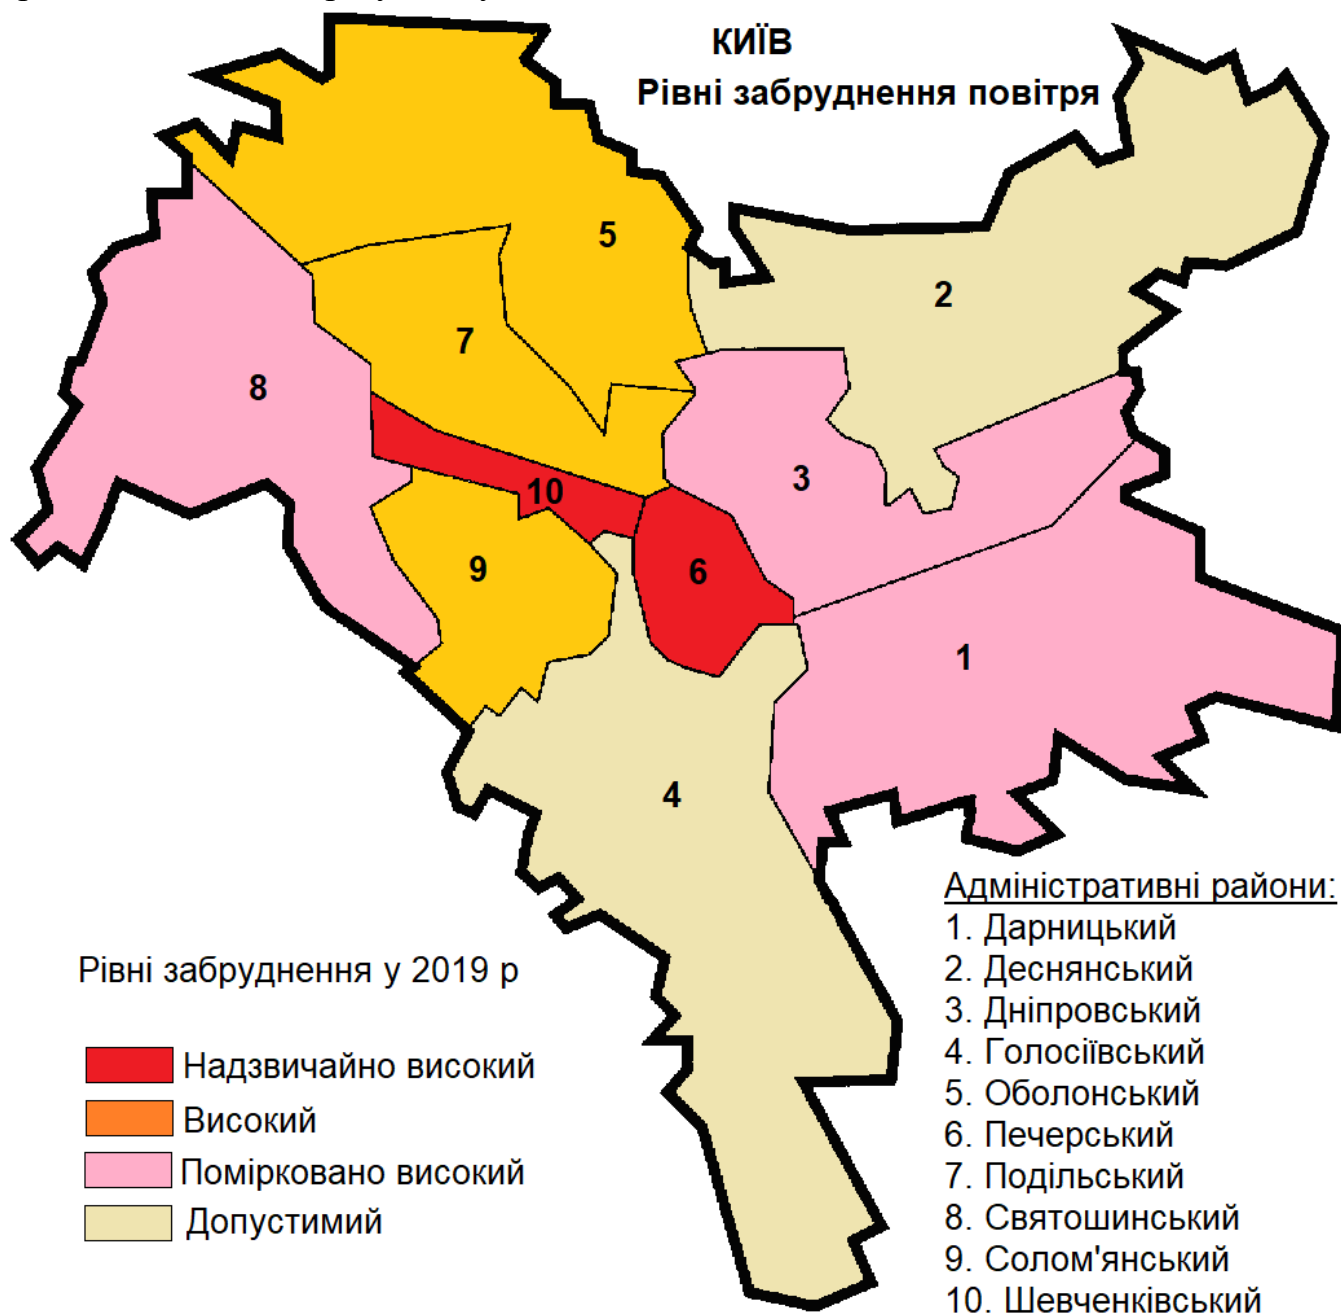 КИЇВ
Рівні забруднення повітря
5
2
7
8
3
10
9
6
1
4
Рівні забруднення у 2019 р
Надзвичайно високий
Високий
Помірковано високий
Допустимий
Адміністративні райони:
1. Дарницький
2. Деснянський
3. Дніпровський
4. Голосіївський
5. Оболонський
6. Печерський
7. Подільський
8. Святошинський
9. Солом'янський
10. Шевченківський